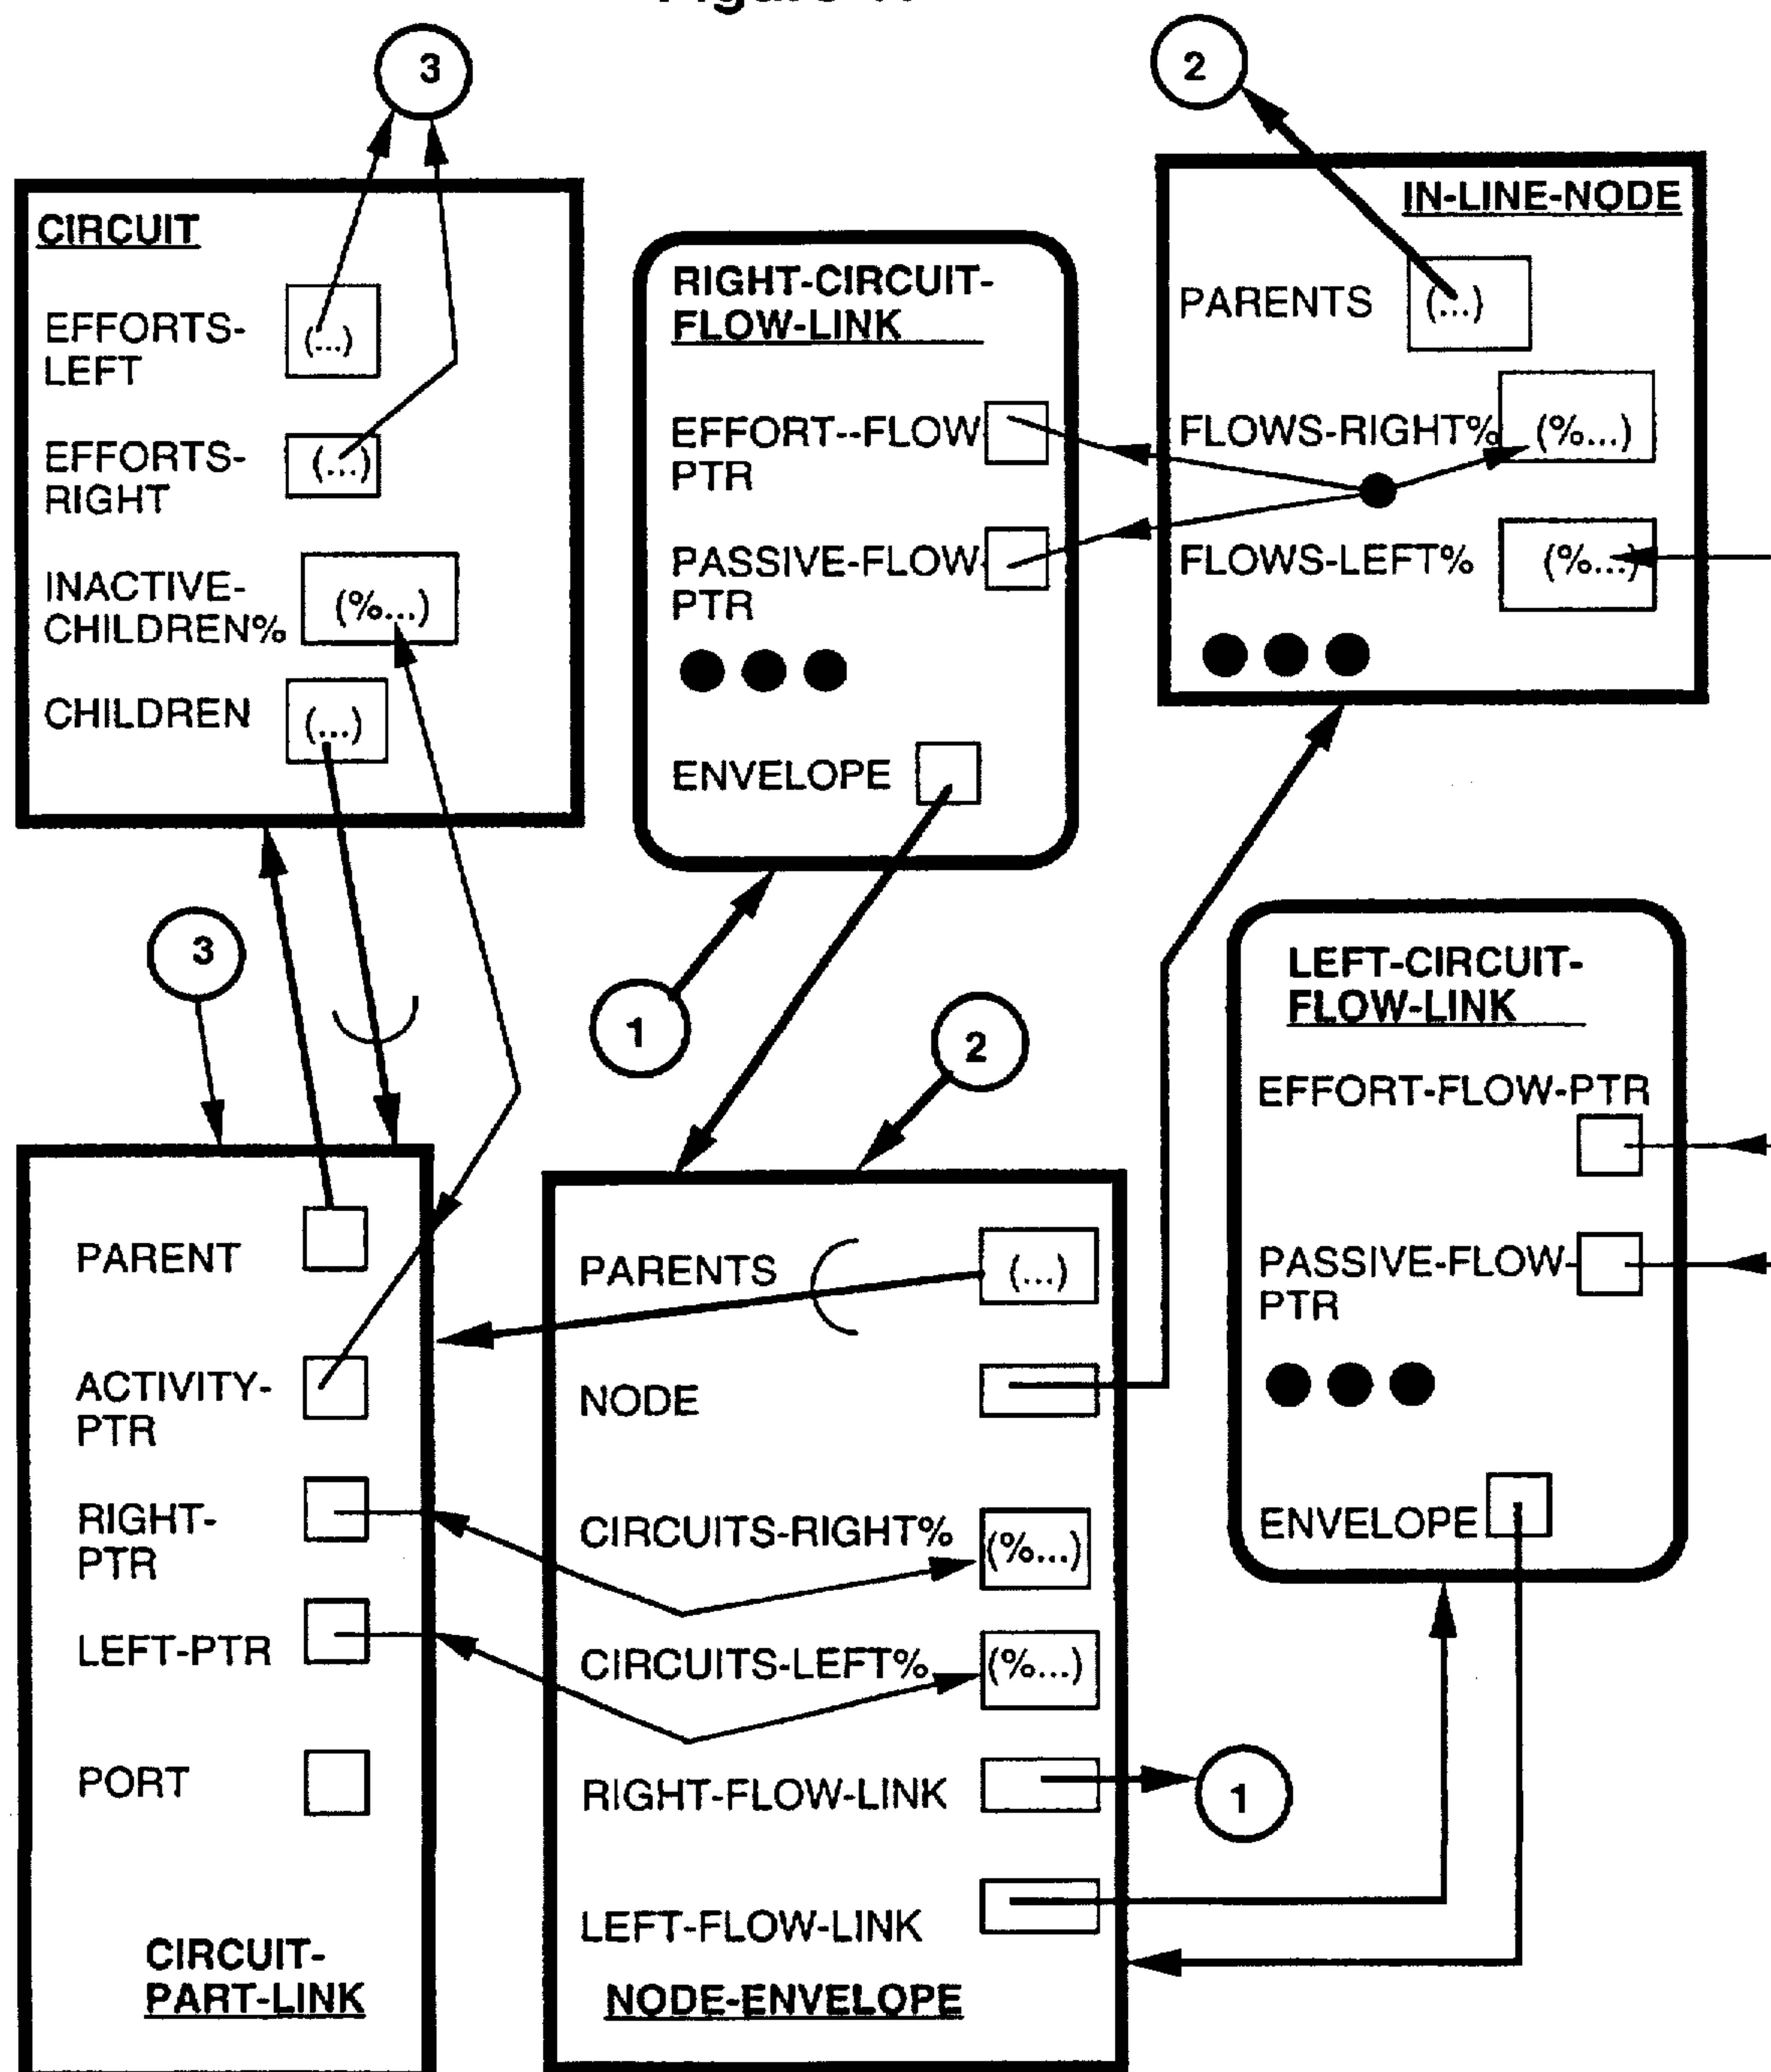 3
2
CIRCUIT
EFFORTS-
LEFT
(...)
EFFORTS-
RIGHT
(...)
INACTIVE-
CHILDREN%
(%...)
CHILDREN
(...)
RIGHT-CIRCUIT-
FLOW-LINK
EFFORT--FLOW
PTR
PASSIVE-FLOW
PTR
ENVELOPE
IN-LINE-NODE
PARENTS
(...)
FLOWS-RIGHT%
(%...)
FLOWS-LEFT%
(%...)
3
1
2
LEFT-CIRCUIT-
FLOW-LINK
EFFORT-FLOW-PTR
PASSIVE-FLOW-
PTR
ENVELOPE
PARENT
ACTIVITY-
PTR
RIGHT-
PTR
LEFT-PTR
PORT
CIRCUIT-
PART-LINK
PARENTS
(...)
NODE
CIRCUITS-RIGHT%
(%...)
CIRCUITS-LEFT%
(%...)
RIGHT-FLOW-LINK
1
LEFT-FLOW-LINK
NODE-ENVELOPE